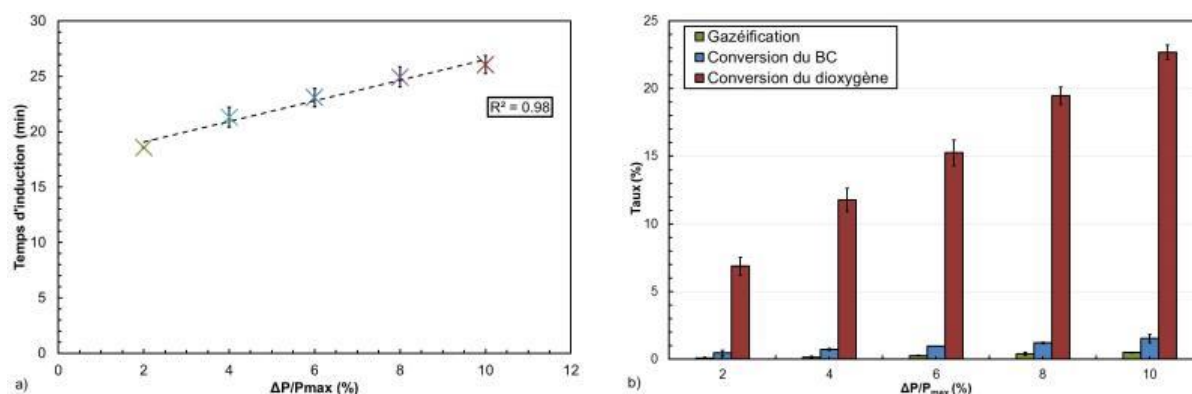 30
25
20
15
10
5
0
Temps d'induction (min)
R² = 0.98
0 2 4 6 8 10 12
ΔP/Pmax (%)
a)
25
20
15
10
5
0
Taux (%)
Gazéification
Conversion du BC
Conversion du dioxygène
2 4 6 8 10
ΔP/Pmax (%)
b)